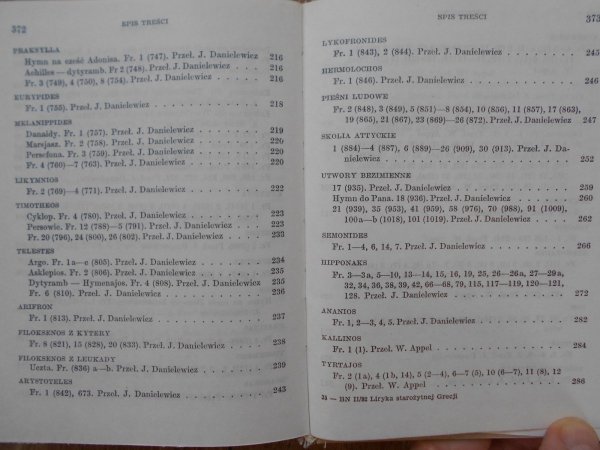 372 SPIS TREŚCI
PRAKSYLLA
Hymn na cześć Adonisa. Fr. 1 (747). Przeł. J. Danielewicz 216
Achilles — dytyramb. Fr 2 (748). Przeł. J. Danielewicz . . . 216
Fr. 3 (749), 4 (750), 8 (754). Przeł. J. Danielewicz . . . . 216
EURYPIDES
Fr. 1 (755). Przeł. J. Danielewicz . . . . . . . . . 218
MELANIPPIDES
Danaidy. Fr. 1 (757). Przeł. J. Danielewicz . . . . . . 219
Marsjasz. Fr. 2 (758). Przeł. J. Danielewicz . . . . . . 220
Persefona. Fr. 3 (759). Przeł. J. Danielewicz . . . . . . 220
Fr. 4 (760)—7 (763). Przeł. J. Danielewicz . . . . . . 220
LIKYMNIOS
Fr. 2 (769)—4 (771). Przeł. J. Danielewicz . . . . . . 222
TIMOTHEOS
Cyklop. Fr. 4 (780). Przeł. J. Danielewicz . . . . . . 223
Persowie. Fr. 12 (788)—5 (791). Przeł. J. Danielewicz . . . 223
Fr. 20 (796), 24 (800), 26 (802). Przeł. J. Danielewicz . . . 233
TELESTES
Argo. Fr. 1a—c (805). Przeł. J. Danielewicz . . . . . . 234
Asklepios. Fr. 2 (806). Przeł. J. Danielewicz . . . . . . 235
Dytyramb — Hymenajos. Fr. 4 (808). Przeł. J. Danielewicz 235
Fr. 6 (810). Przeł. J. Danielewicz . . . . . . . . . 236
ARIFRON
Fr. 1 (813). Przeł. J. Danielewicz . . . . . . . . . 237
FILOKSENOS Z KYTERY
Fr. 8 (821), 15 (828), 20 (833). Przeł. J. Danielewicz . . . 238
FILOKSENOS Z LEUKADY
Uczta. Fr. (836) a—b. Przeł. J. Danielewicz . . . . . . 239
ARYSTOTELES
Fr. 1 (842), 673. Przeł. J. Danielewicz . . . . . . . . 243
SPIS TREŚCI 373
LYKOFRONIDES
Fr. 1 (843), 2 (844). Przeł. J. Danielewicz . . . . . . 245
HERMOLOCHOS
Fr. 1 (846). Przeł. J. Danielewicz . . . . . . . . . 246
PIEŚNI LUDOWE
Fr. 2 (848), 3 (849), 5 (851)—8 (854), 10 (856), 11 (857), 17 (863),
19 (865), 21 (867), 23 (869)—26 (872). Przeł. J. Danielewicz 247
SKOLIA ATTYCKIE
1 (884)—4 (887), 6 (889)—26 (909), 30 (913). Przeł. J. Da-
nielewicz . . . . . . . . . . . . . . . 252
UTWORY BEZIMIENNE
17 (935). Przeł. J. Danielewicz . . . . . . . . . . 259
Hymn do Pana. 18 (936). Przeł. J. Danielewicz . . . . . 260
21 (939), 35 (953), 41 (959), 58 (976), 70 (988), 91 (1009),
100a—b (1018), 101 (1019). Przeł. J. Danielewicz . . . . 262
SEMONIDES
Fr. 1—4, 6, 14, 7. Przeł. J. Danielewicz . . . . . . . 266
HIPPONAKS
Fr. 3—3a, 5—10, 13—14, 15, 16, 19, 25, 26—26a, 27—29a,
32, 34, 36, 38, 39, 42, 66—68, 79, 115, 117—119, 120—121,
128. Przeł. J. Danielewicz . . . . . . . . . . . 272
ANANIOS
Fr. 1, 2—3, 4, 5. Przeł. J. Danielewicz . . . . . . . 282
KALLINOS
Fr. 1 (1). Przeł. W. Appel . . . . . . . . . . . 284
TYRTAJOS
Fr. 2 (1a), 4 (1b), 14), 5 (2—4), 6—7 (5), 10 (6—7), 11 (8), 12
(9). Przeł. W. Appel . . . . . . . . . . . . . 286
BN II/82 Liryka starożytnej Grecji